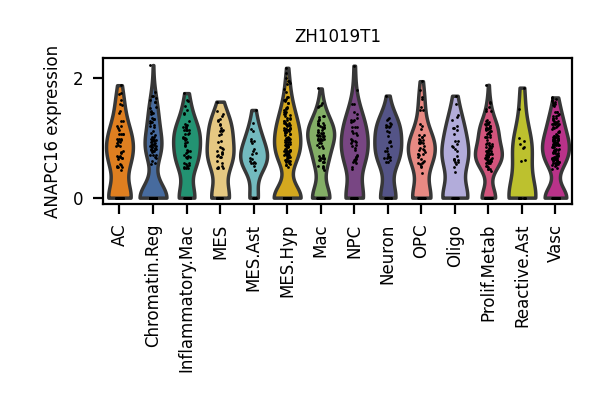 ZH1019T1
ANAPC16 expression
2
0
AC
Chromatin.Reg
Inflammatory.Mac
MES
MES.Ast
MES.Hyp
Mac
NPC
Neuron
OPC
Oligo
Prolif.Metab
Reactive.Ast
Vasc